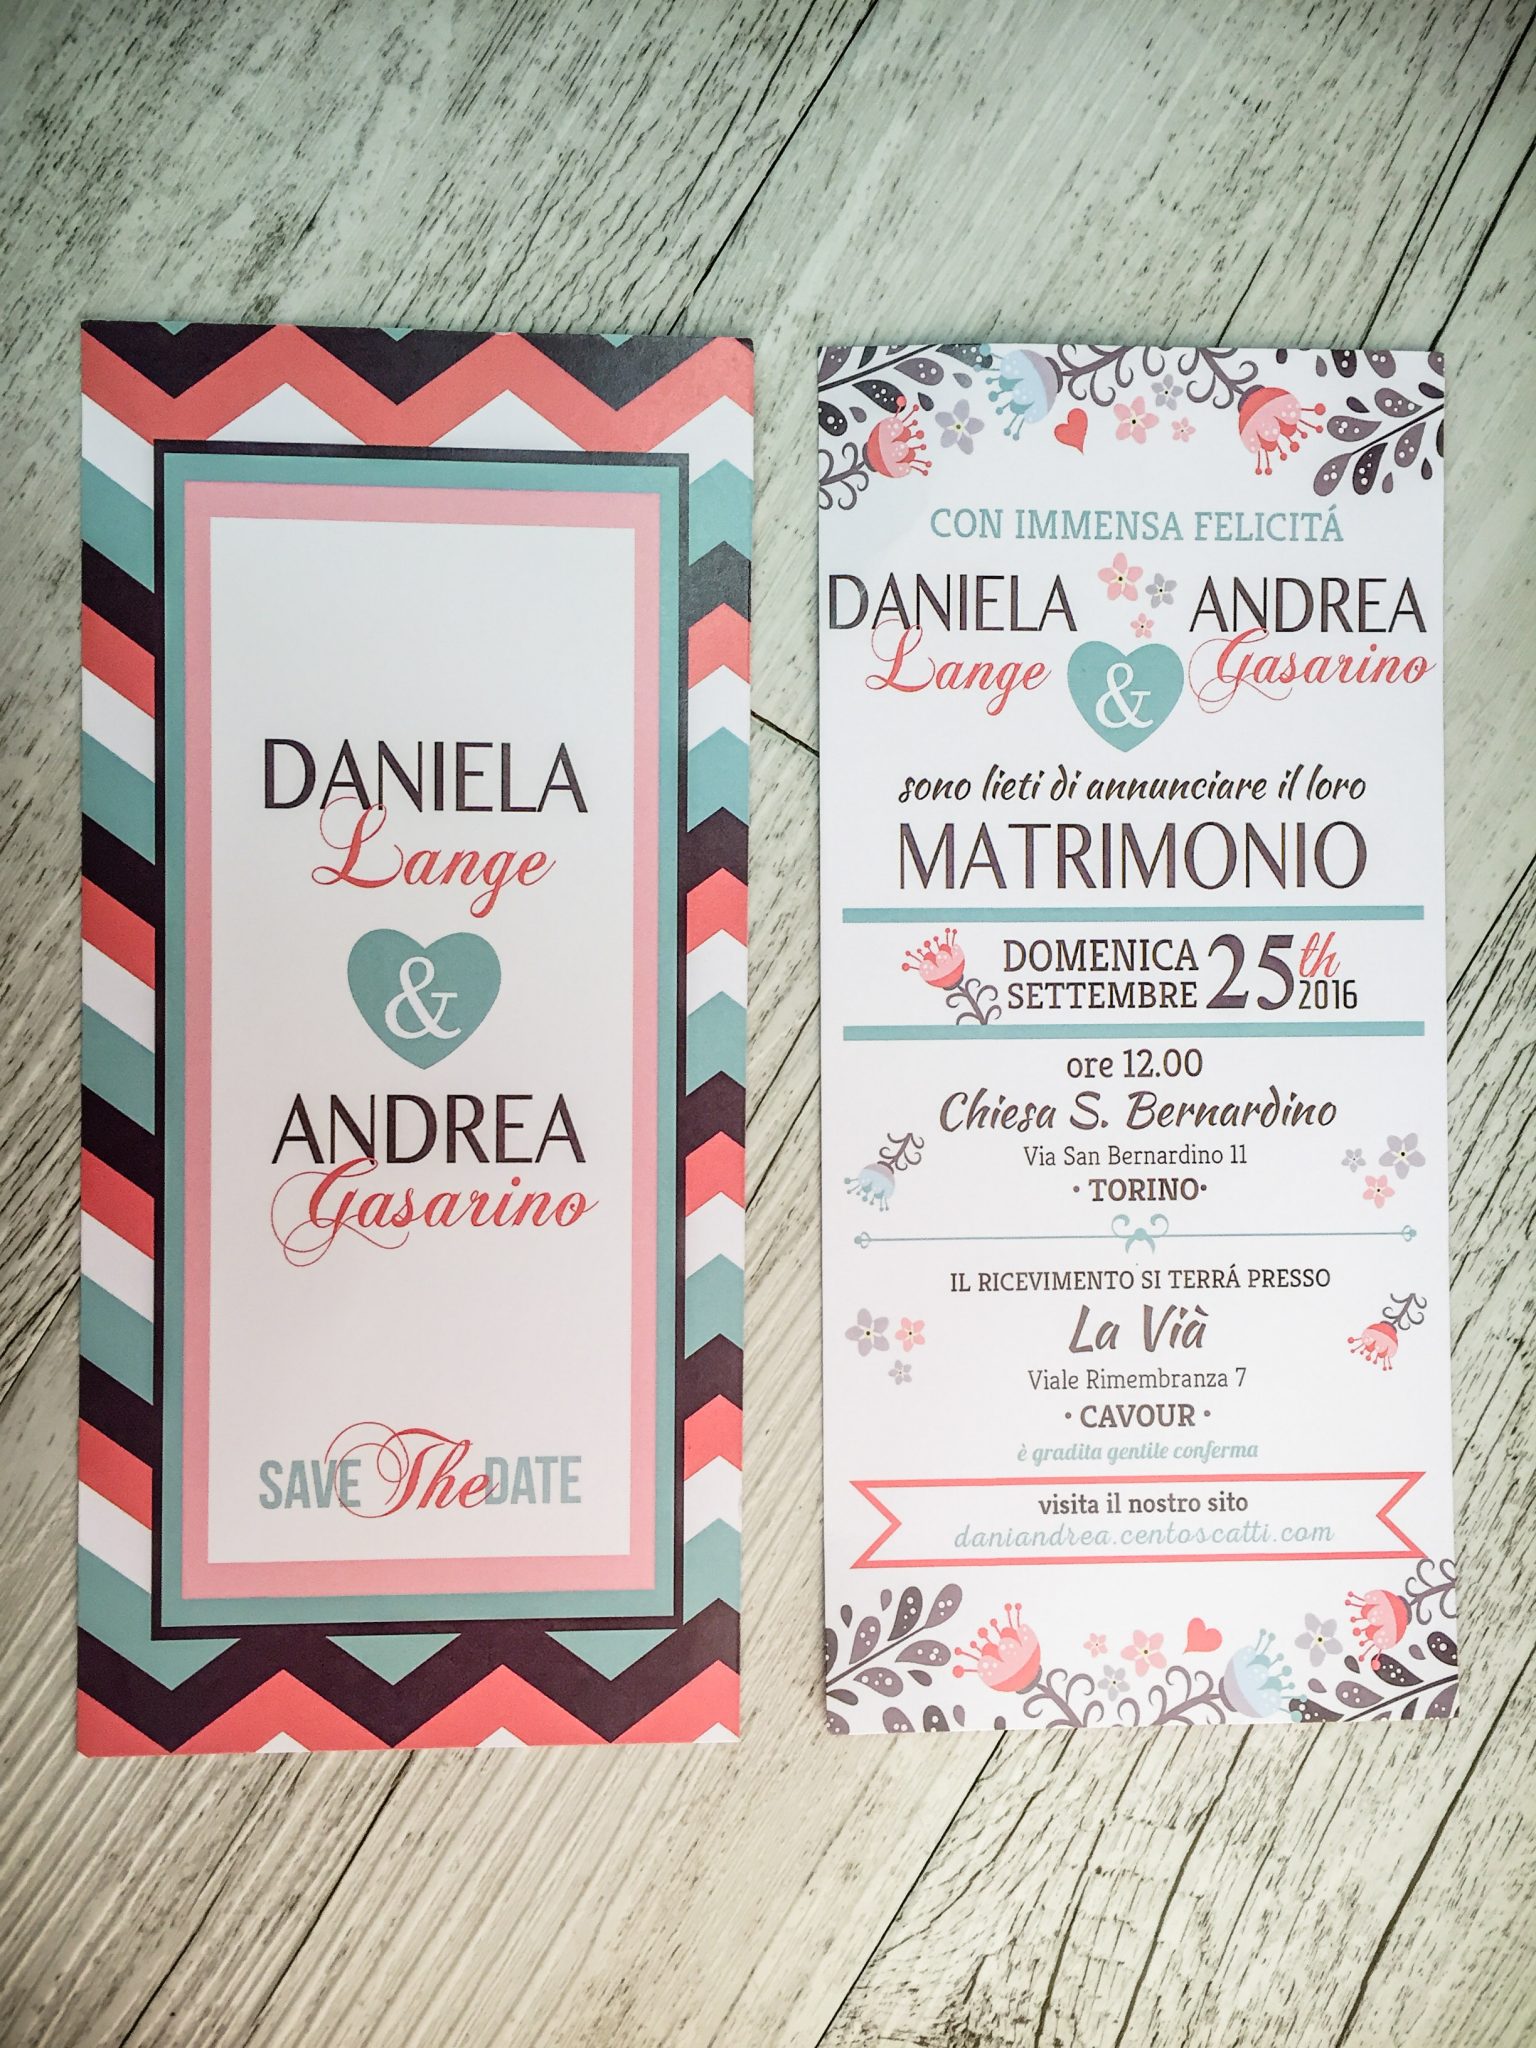 DANIELA
Lange
&
ANDREA
Gasarino
SAVE The DATE
CON IMMENSA FELICITÁ
DANIELA ANDREA
Lange & Gasarino
sono lieti di annunciare il loro
MATRIMONIO
DOMENICA 25th
SETTEMBRE 2016
ore 12.00
Chiesa S. Bernardino
Via San Bernardino 11
• TORINO•
IL RICEVIMENTO SI TERRÁ PRESSO
La Vià
Viale Rimembranza 7
• CAVOUR •
è gradita gentile conferma
visita il nostro sito
daniandrea.centoscatti.com